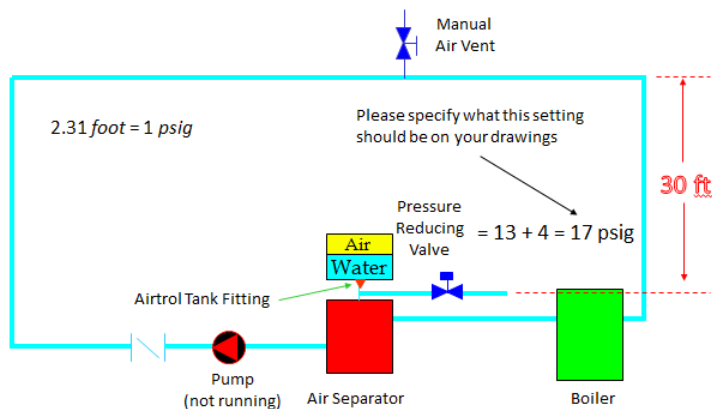 Manual
Air Vent
2.31 foot = 1 psig
Please specify what this setting
should be on your drawings
30 ft
Pressure
Reducing
Valve
= 13 + 4 = 17 psig
Air
Water
Airtrol Tank Fitting
Pump
(not running)
Air Separator
Boiler